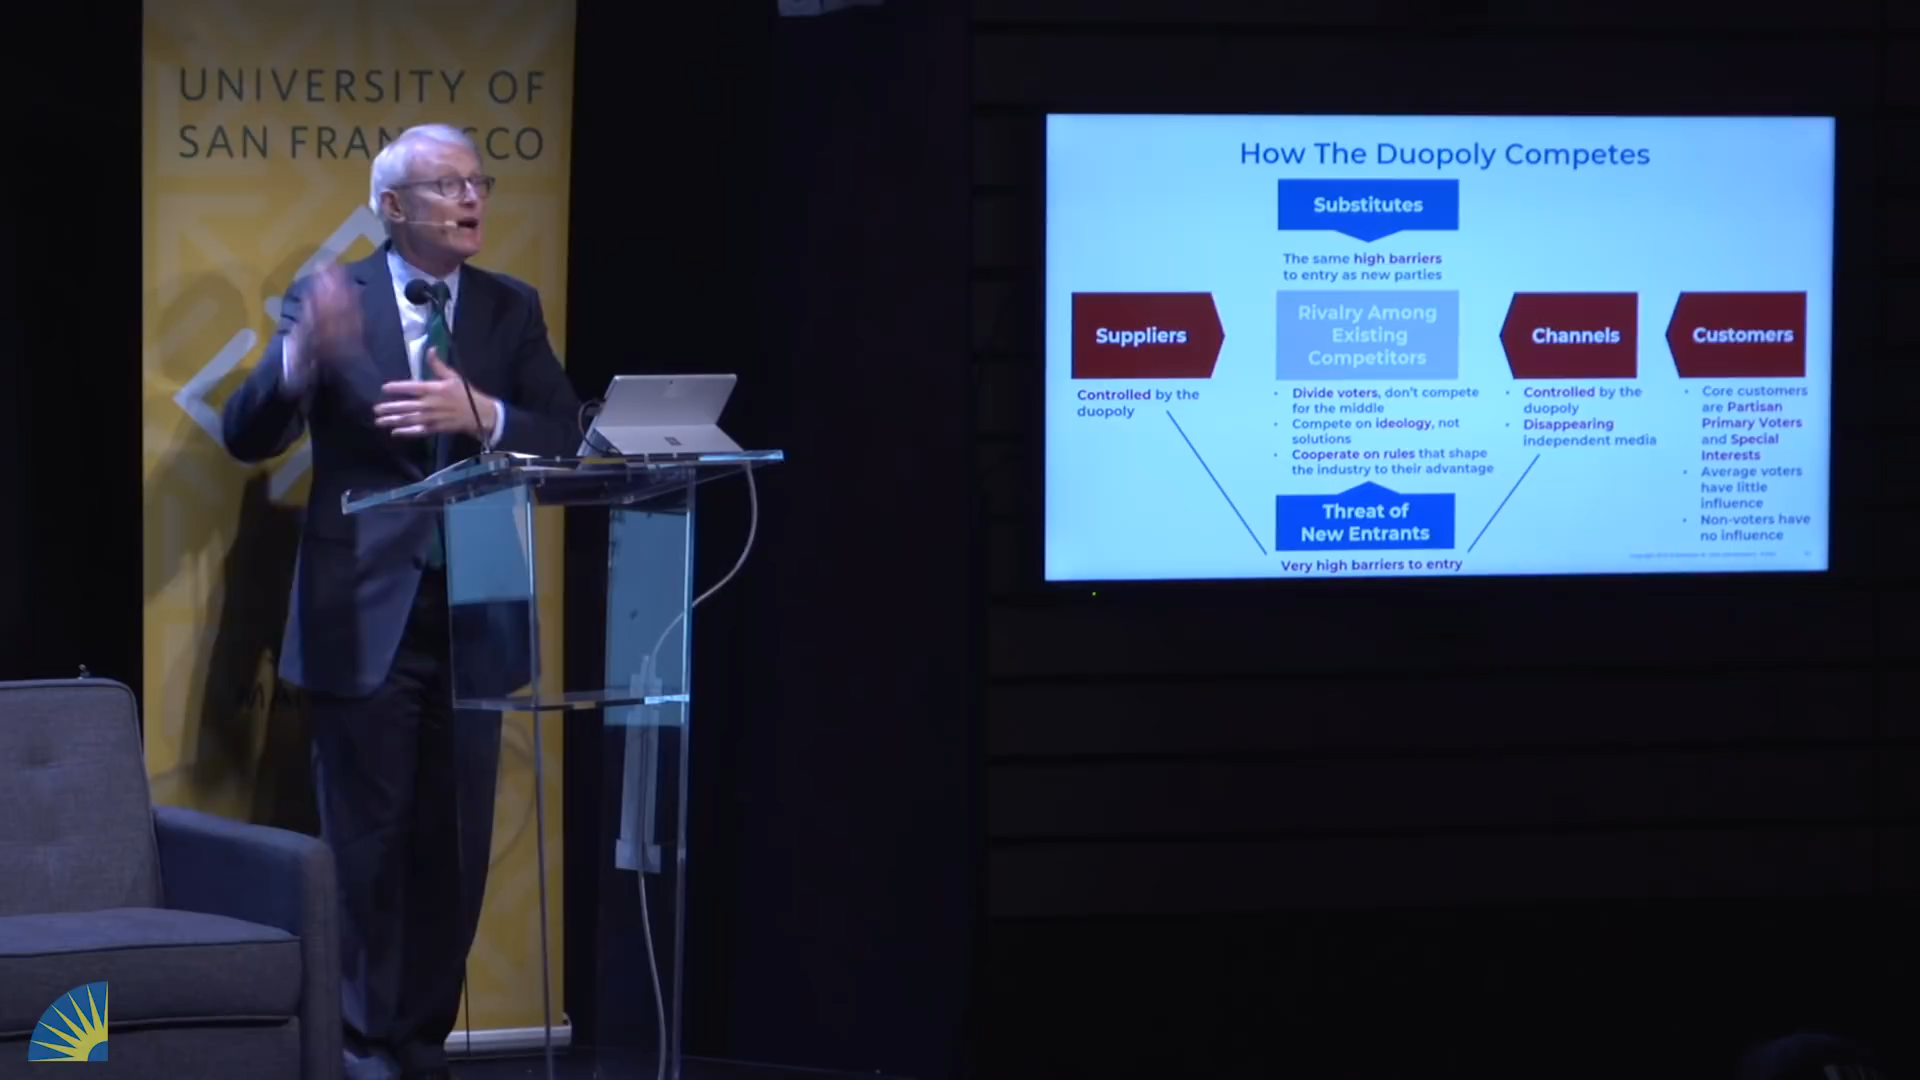 UNIVERSITY OF
SAN FRAN SCO
How The Duopoly Competes
Substitutes
The same high barriers
to entry as new parties
Suppliers
Controlled by the
duopoly
Rivalry Among
Existing
Competitors
• Divide voters, don't compete
for the middle
• Compete on ideology, not
solutions
• Cooperate on rules that shape
the industry to their advantage
Channels
• Controlled by the
duopoly
• Disappearing
independent media
Customers
• Core customers
are Partisan
Primary Voters
and Special
Interests
• Average voters
have little
influence
• Non-voters have
no influence
Threat of
New Entrants
Very high barriers to entry